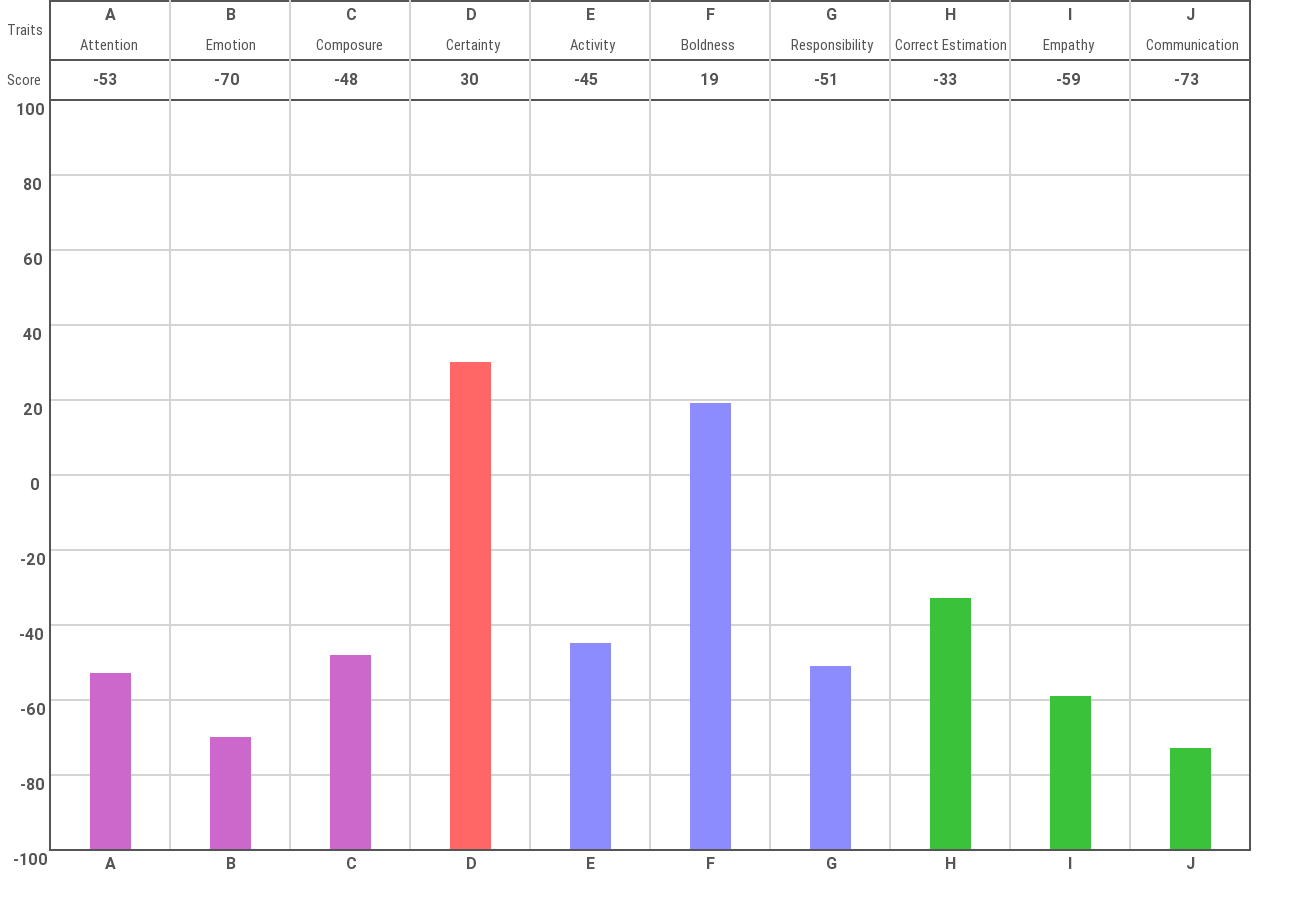 A B C D E F G H I J
Traits
Attention Emotion Composure Certainty Activity Boldness Responsibility Correct Estimation Empathy Communication
Score -53 -70 -48 30 -45 19 -51 -33 -59 -73
100
80
60
40
20
0
-20
-40
-60
-80
-100
A B C D E F G H I J